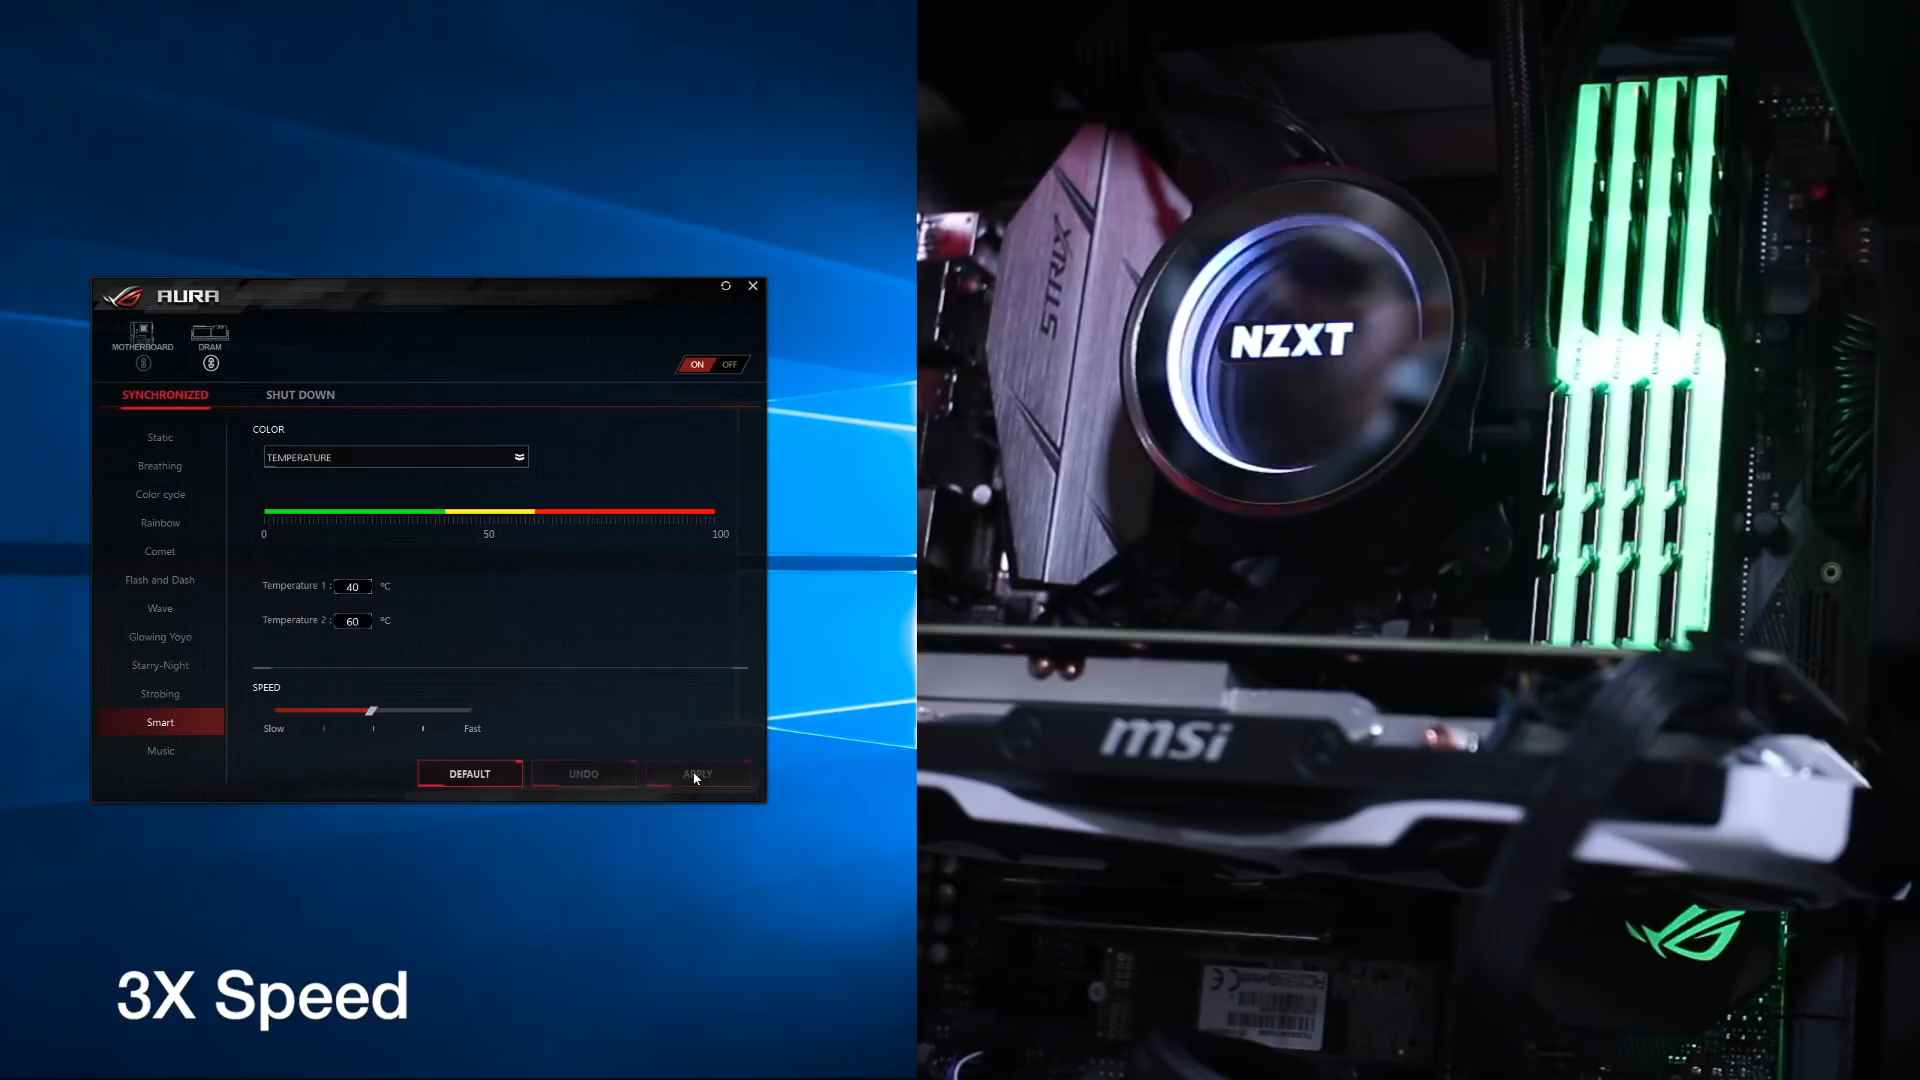 AURA
MOTHERBOARD
DRAM
ON OFF
SYNCHRONIZED
SHUT DOWN
Static
Breathing
Color cycle
Rainbow
Comet
Flash and Dash
Wave
Glowing Yoyo
Starry-Night
Strobing
Smart
Music
COLOR
TEMPERATURE
0 50 100
Temperature 1 : 40 °C
Temperature 2 : 60 °C
SPEED
Slow Fast
DEFAULT
UNDO
APPLY
3X Speed
STRIX
NZXT
msi